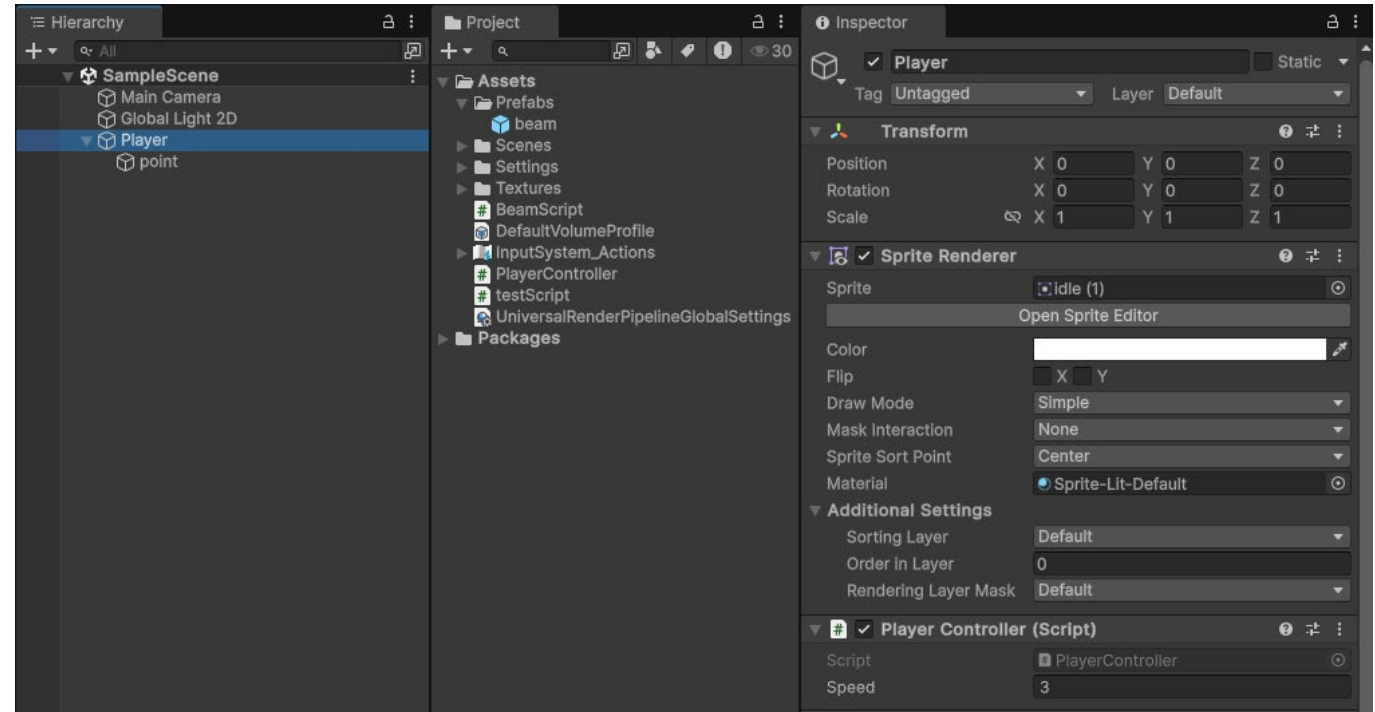 Hierarchy
All
SampleScene
Main Camera
Global Light 2D
Player
point
Project
30
Assets
Prefabs
beam
Scenes
Settings
Textures
BeamScript
DefaultVolumeProfile
InputSystem_Actions
PlayerController
testScript
UniversalRenderPipelineGlobalSettings
Packages
Inspector
Player Static
Tag Untagged Layer Default
Transform
Position X 0 Y 0 Z 0
Rotation X 0 Y 0 Z 0
Scale X 1 Y 1 Z 1
Sprite Renderer
Sprite idle (1)
Open Sprite Editor
Color
Flip X Y
Draw Mode Simple
Mask Interaction None
Sprite Sort Point Center
Material Sprite-Lit-Default
Additional Settings
Sorting Layer Default
Order in Layer 0
Rendering Layer Mask Default
# Player Controller (Script)
Script PlayerController
Speed 3